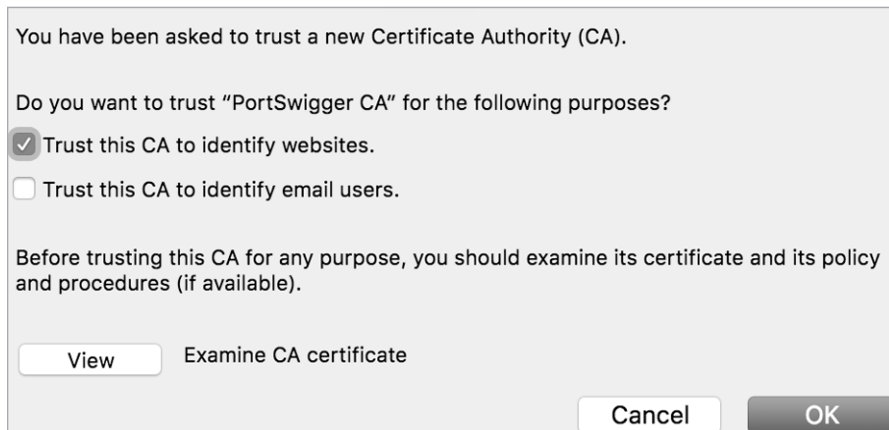 You have been asked to trust a new Certificate Authority (CA).
Do you want to trust “PortSwigger CA” for the following purposes?
Trust this CA to identify websites.
Trust this CA to identify email users.
Before trusting this CA for any purpose, you should examine its certificate and its policy
and procedures (if available).
View Examine CA certificate
Cancel OK